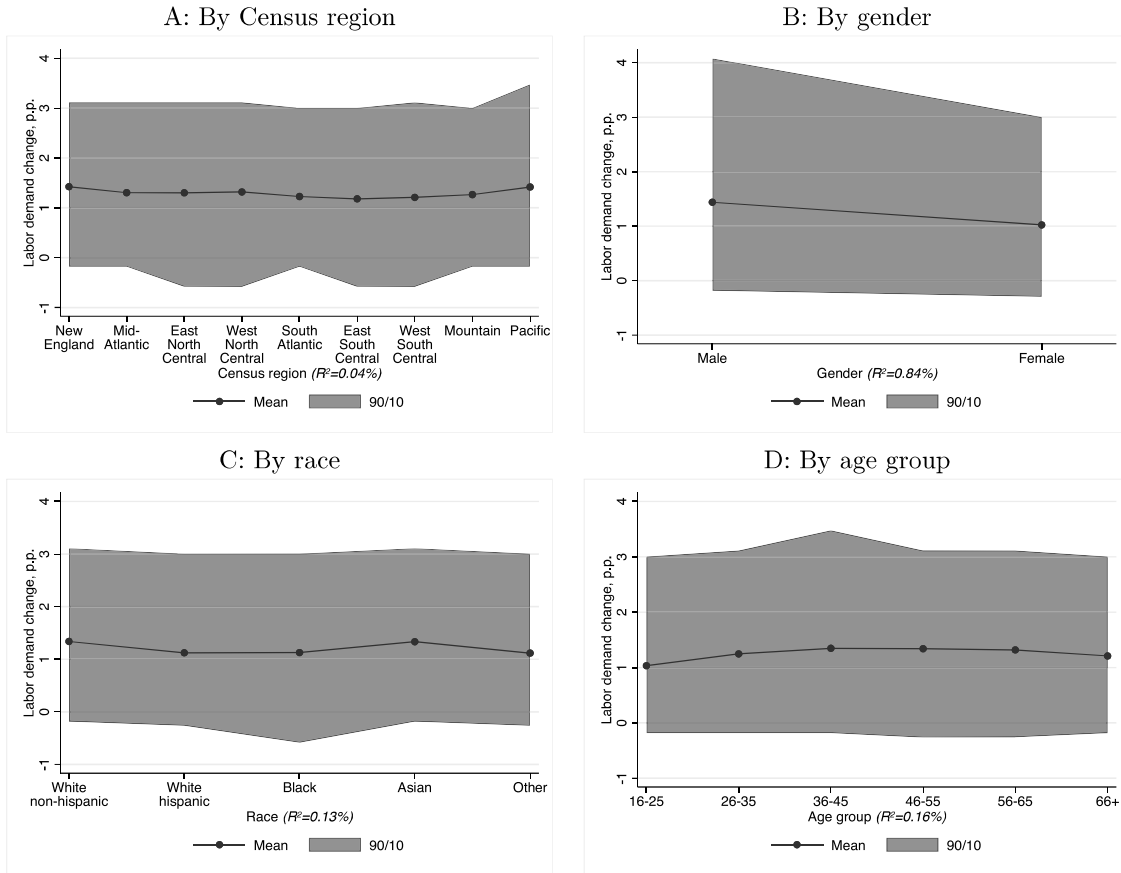 A: By Census region
Labor demand change, p.p.
4
3
2
1
0
-1
New England
Mid-Atlantic
East North Central
West North Central
South Atlantic
East South Central
West South Central
Mountain
Pacific
Census region (R²=0.04%)
Mean 90/10
B: By gender
Labor demand change, p.p.
4
3
2
1
0
-1
Male Female
Gender (R²=0.84%)
Mean 90/10
C: By race
Labor demand change, p.p.
4
3
2
1
0
-1
White non-hispanic
White hispanic
Black
Asian
Other
Race (R²=0.13%)
Mean 90/10
D: By age group
Labor demand change, p.p.
4
3
2
1
0
-1
16-25 26-35 36-45 46-55 56-65 66+
Age group (R²=0.16%)
Mean 90/10